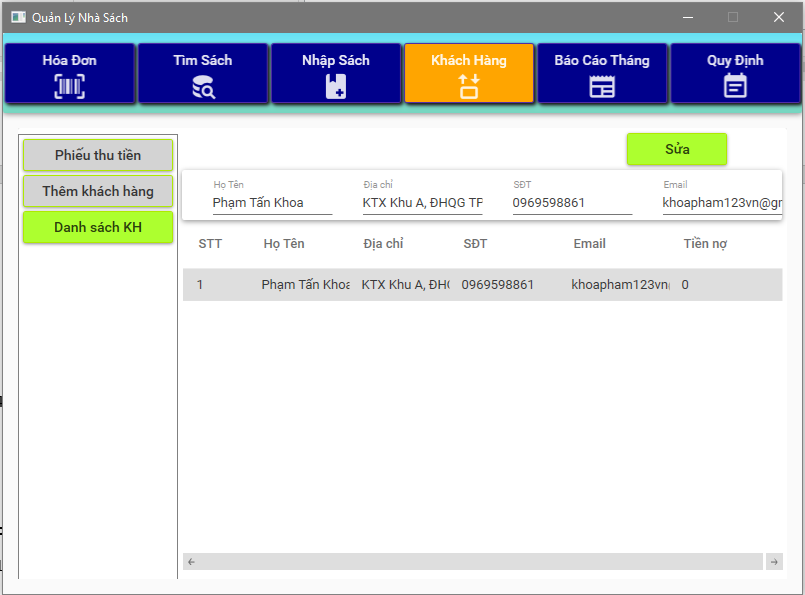 Quản Lý Nhà Sách
Hóa Đơn
Tìm Sách
Nhập Sách
Khách Hàng
Báo Cáo Tháng
Quy Định
Phiếu thu tiền
Thêm khách hàng
Danh sách KH
Sửa
Họ Tên Địa chỉ SĐT Email
Phạm Tấn Khoa KTX Khu A, ĐHQG TP 0969598861 khoapham123vn@gm
STT Họ Tên Địa chỉ SĐT Email Tiền nợ
1 Phạm Tấn Khoa KTX Khu A, ĐHQ 0969598861 khoapham123vn@ 0